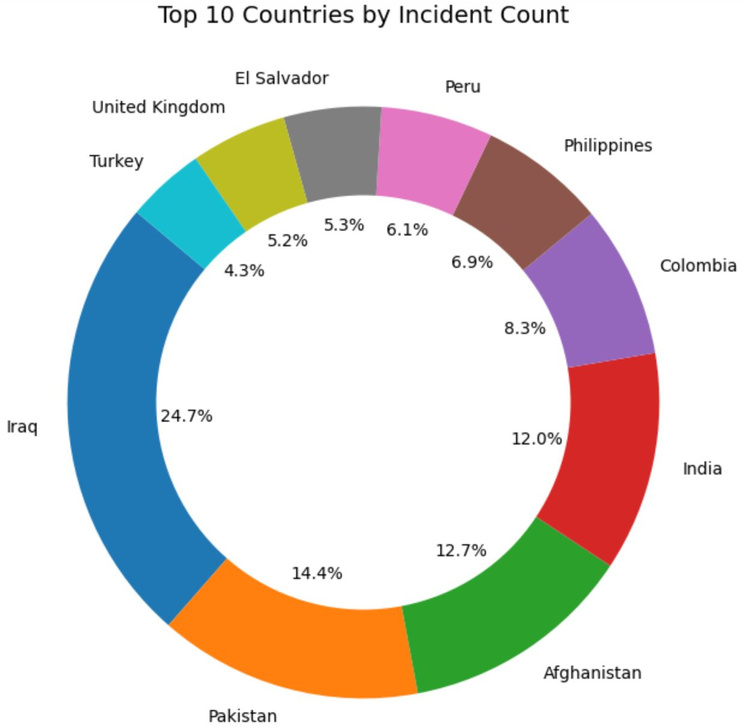 Top 10 Countries by Incident Count
El Salvador
Peru
United Kingdom
Philippines
Turkey
5.3%
6.1%
5.2%
6.9%
4.3%
Colombia
8.3%
24.7%
Iraq
12.0%
India
12.7%
14.4%
Afghanistan
Pakistan